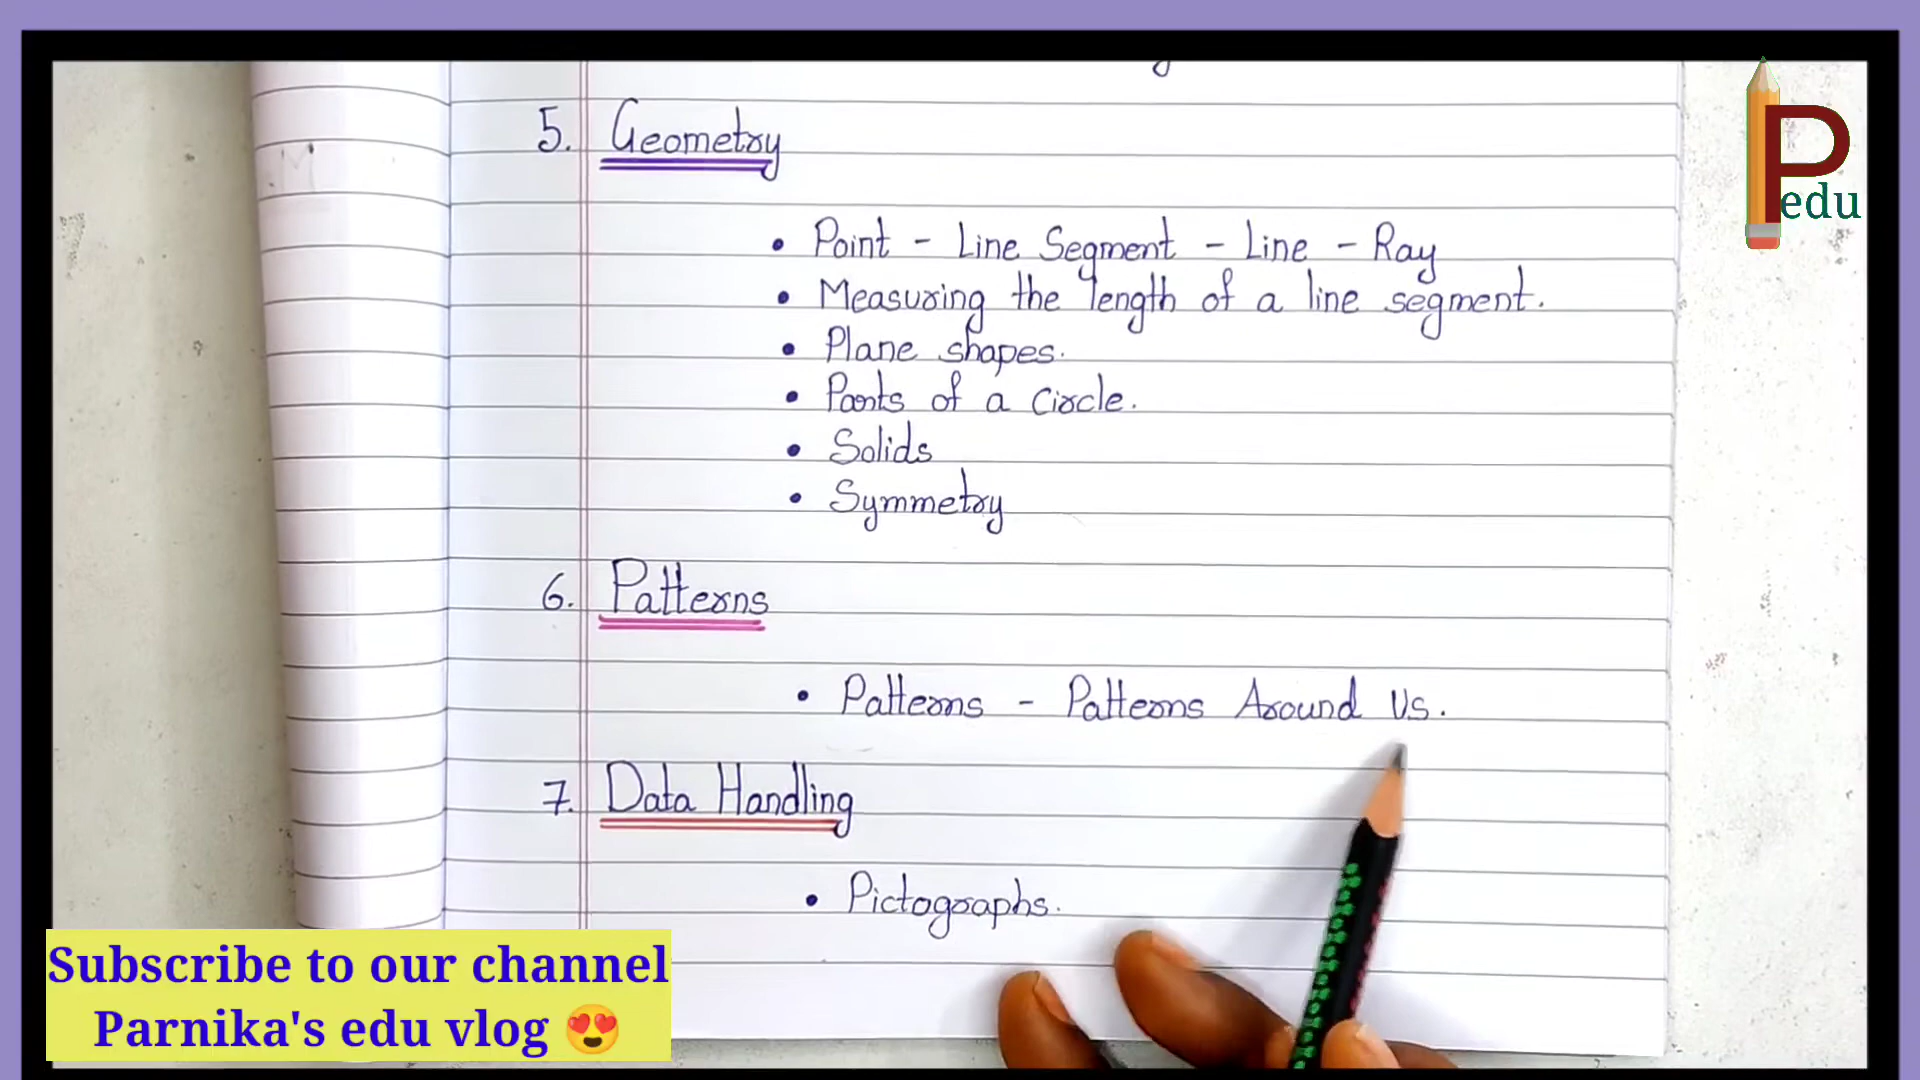 5. Geometry
• Point - Line Segment - Line - Ray
• Measuring the length of a line segment.
• Plane shapes.
• Parts of a circle.
• Solids
• Symmetry
6. Patterns
• Patterns - Patterns Around Us.
7. Data Handling
• Pictographs.
P
edu
Subscribe to our channel
Parnika's edu vlog 😍